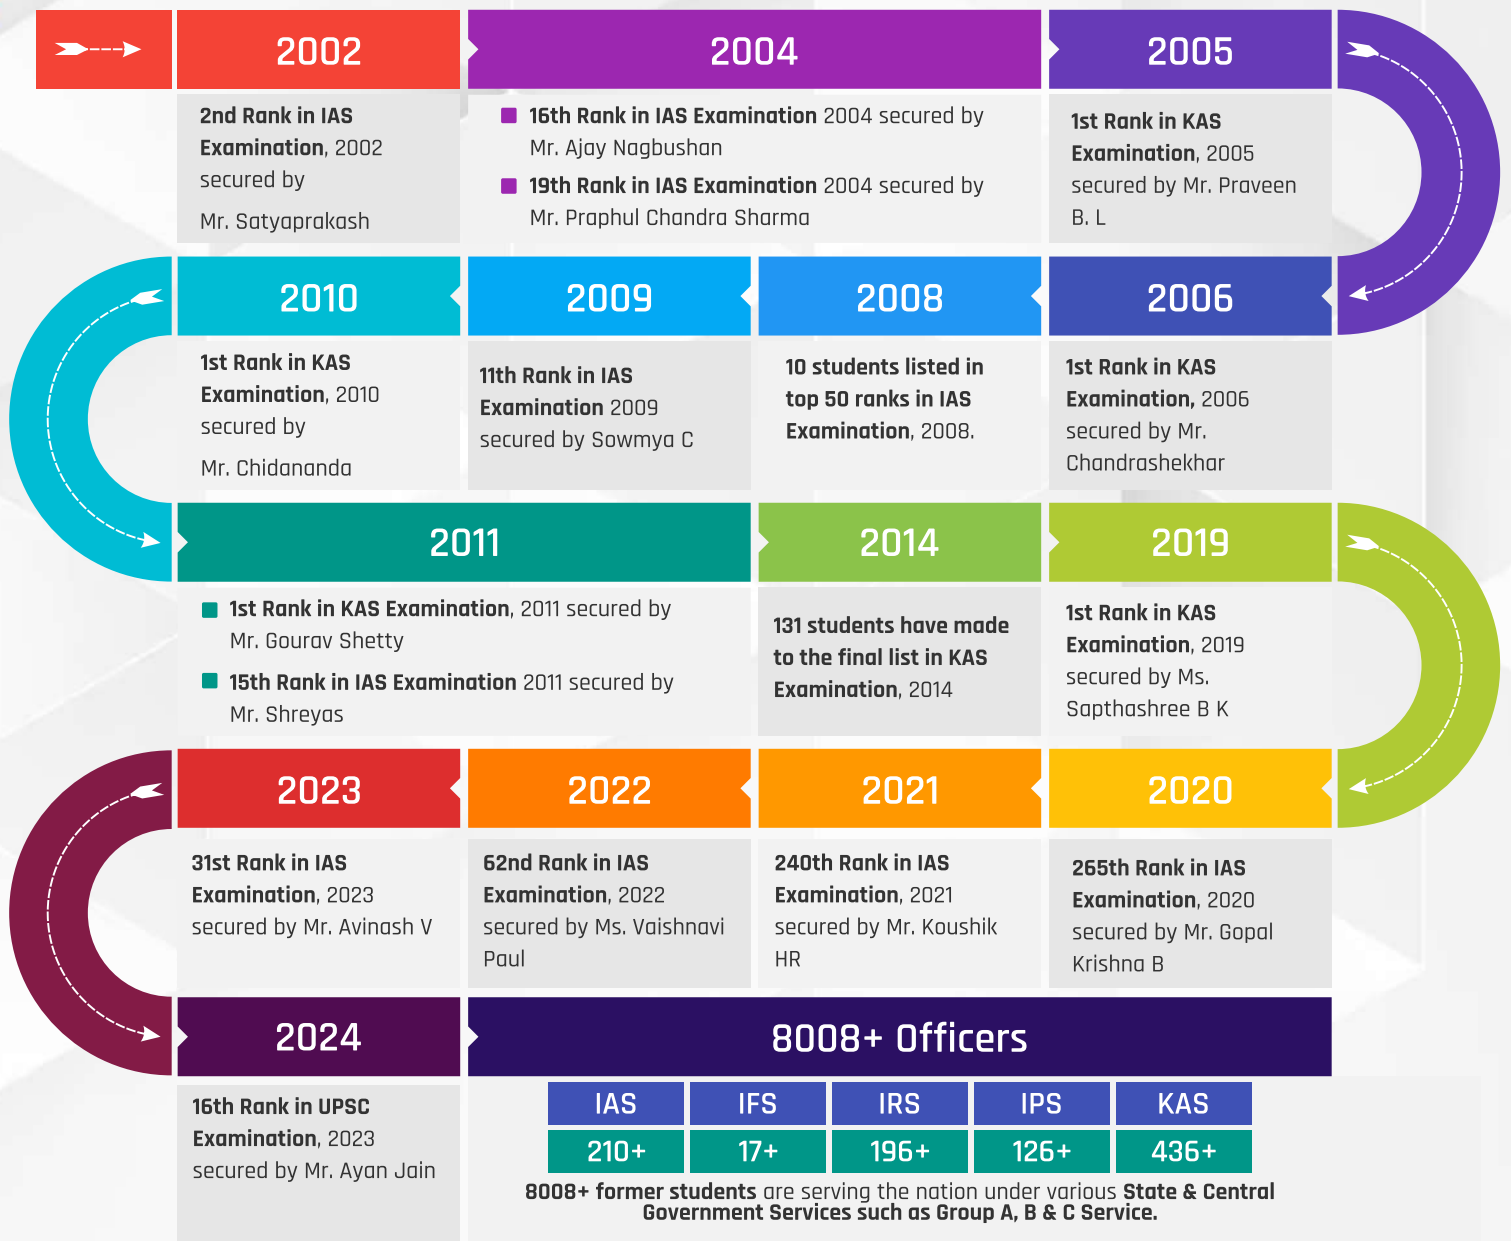 2002
2nd Rank in IAS
Examination, 2002
secured by
Mr. Satyaprakash
2004
16th Rank in IAS Examination 2004 secured by
Mr. Ajay Nagbushan
19th Rank in IAS Examination 2004 secured by
Mr. Praphul Chandra Sharma
2005
1st Rank in KAS
Examination, 2005
secured by Mr. Praveen
B. L
2006
1st Rank in KAS
Examination, 2006
secured by Mr.
Chandrashekhar
2008
10 students listed in
top 50 ranks in IAS
Examination, 2008.
2009
11th Rank in IAS
Examination 2009
secured by Sowmya C
2010
1st Rank in KAS
Examination, 2010
secured by
Mr. Chidananda
2011
1st Rank in KAS Examination, 2011 secured by
Mr. Gourav Shetty
15th Rank in IAS Examination 2011 secured by
Mr. Shreyas
2014
131 students have made
to the final list in KAS
Examination, 2014
2019
1st Rank in KAS
Examination, 2019
secured by Ms.
Sapthashree B K
2020
265th Rank in IAS
Examination, 2020
secured by Mr. Gopal
Krishna B
2021
240th Rank in IAS
Examination, 2021
secured by Mr. Koushik
HR
2022
62nd Rank in IAS
Examination, 2022
secured by Ms. Vaishnavi
Paul
2023
31st Rank in IAS
Examination, 2023
secured by Mr. Avinash V
2024
16th Rank in UPSC
Examination, 2023
secured by Mr. Ayan Jain
8008+ Officers
IAS IFS IRS IPS KAS
210+ 17+ 196+ 126+ 436+
8008+ former students are serving the nation under various State & Central
Government Services such as Group A, B & C Service.